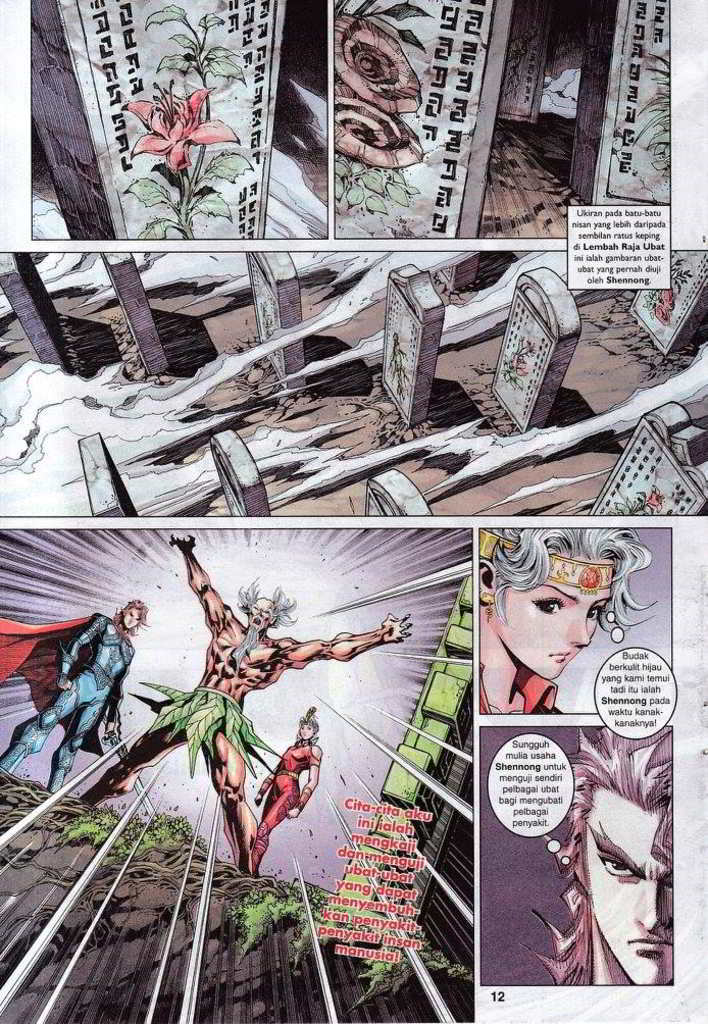 Ukiran pada batu-batu
nisan yang lebih daripada
sembilan ratus keping
di Lembah Raja Ubat
ini ialah gambaran ubat-
ubat yang pernah diuji
oleh Shennong.
Budak
berkulit hijau
yang kami temui
tadi itu ialah
Shennong pada
waktu kanak-
kanaknya!
Cita-cita aku
ini ialah
mengkaji
dan menguji
ubat-ubat
yang dapat
menyembuh-
kan penyakit-
penyakit insan
manusia!
Sungguh
mulia usaha
Shennong untuk
menguji sendiri
pelbagai ubat
bagi mengubati
pelbagai
penyakit.
12